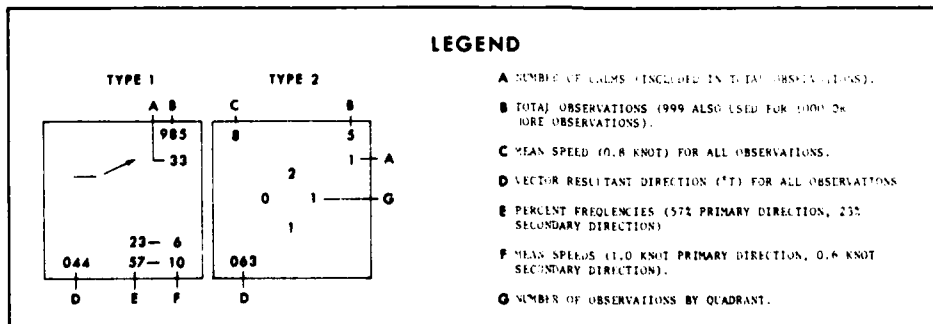 LEGEND
TYPE 1 TYPE 2
A B C B
985 8 5
33 1 A
2
0 1 G
1
23 6
57 10
044 063
D E F D
A NUMBER OF CALMS (INCLUDED IN TOTAL OBSERVATIONS).
B TOTAL OBSERVATIONS (999 ALSO USED FOR 1000 OR
MORE OBSERVATIONS).
C MEAN SPEED (0.8 KNOT) FOR ALL OBSERVATIONS.
D VECTOR RESULTANT DIRECTION (°T) FOR ALL OBSERVATIONS
E PERCENT FREQUENCIES (57% PRIMARY DIRECTION, 23%
SECONDARY DIRECTION)
F MEAN SPEEDS (1.0 KNOT PRIMARY DIRECTION, 0.6 KNOT
SECONDARY DIRECTION).
G NUMBER OF OBSERVATIONS BY QUADRANT.